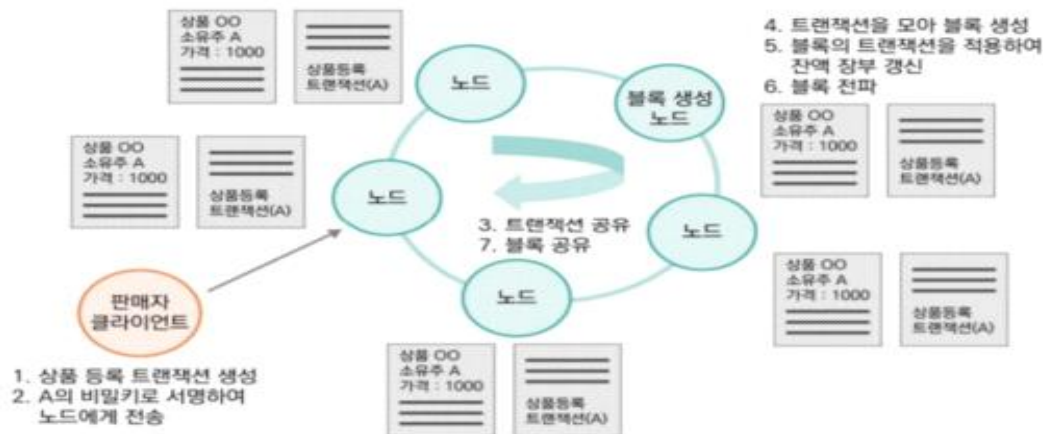 상품 OO
소유주 A
가격 : 1000
상품등록
트랜잭션(A)
노드
블록 생성
노드
4. 트랜잭션을 모아 블록 생성
5. 블록의 트랜잭션을 적용하여
잔액 장부 갱신
6. 블록 전파
상품 OO
소유주 A
가격 : 1000
상품등록
트랜잭션(A)
상품 OO
소유주 A
가격 : 1000
상품등록
트랜잭션(A)
노드
3. 트랜잭션 공유
7. 블록 공유
노드
노드
상품 OO
소유주 A
가격 : 1000
상품등록
트랜잭션(A)
판매자
클라이언트
1. 상품 등록 트랜잭션 생성
2. A의 비밀키로 서명하여
노드에게 전송
상품 OO
소유주 A
가격 : 1000
상품등록
트랜잭션(A)